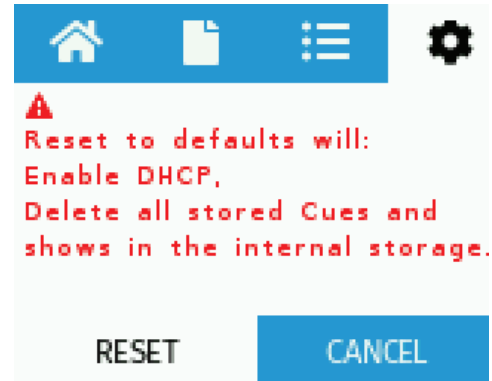 Reset to defaults will:
Enable DHCP,
Delete all stored Cues and
shows in the internal storage.
RESET
CANCEL